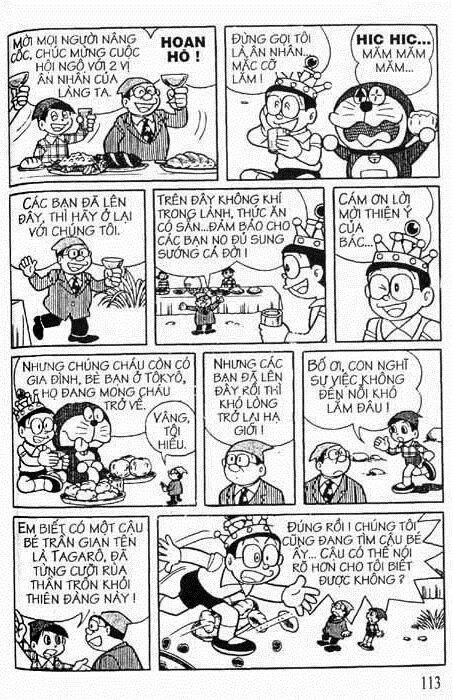 MỜI MỌI NGƯỜI NÂNG
CỐC, CHÚC MỪNG CUỘC
HỘI NGỘ VỚI 2 VỊ
ÂN NHÂN CỦA
LÀNG TA.
HOAN
HÔ !
ĐỪNG GỌI TÔI
LÀ ÂN NHÂN...
MẮC CỠ
LẮM !
HIC HIC...
MĂM MĂM
MĂM...
CÁC BẠN ĐÃ LÊN
ĐÂY, THÌ HÃY Ở LẠI
VỚI CHÚNG TÔI.
TRÊN ĐÂY KHÔNG KHÍ
TRONG LÀNH, THỨC ĂN
CÓ SẴN...ĐẢM BẢO CHO
CÁC BẠN NO ĐỦ SUNG
SƯỚNG CẢ ĐỜI !
CÁM ƠN LỜI
MỜI THIỆN Ý
CỦA
BÁC...
NHƯNG CHÚNG CHÁU CÒN CÓ
GIA ĐÌNH, BÈ BẠN Ở TÔKYÔ,
HỌ ĐANG MONG CHÁU
TRỞ VỀ.
VÂNG,
TÔI
HIỂU.
NHƯNG CÁC
BẠN ĐÃ LÊN
ĐÂY RỒI THÌ
KHÓ LÒNG
TRỞ LẠI HẠ
GIỚI !
BỐ ƠI, CON NGHĨ
SỰ VIỆC KHÔNG
ĐẾN NỖI KHÓ
LẮM ĐÂU !
EM BIẾT CÓ MỘT CẬU
BÉ TRẦN GIAN TÊN
LÀ TAGARÔ, ĐÃ
TỪNG CƯỠI RÙA
THẦN TRỐN KHỎI
THIÊN ĐÀNG NÀY !
ĐÚNG RỒI ! CHÚNG TÔI
CŨNG ĐANG TÌM CẬU BÉ
ẤY... CẬU CÓ THỂ NÓI
RÕ HƠN CHO TÔI BIẾT
ĐƯỢC KHÔNG ?
113